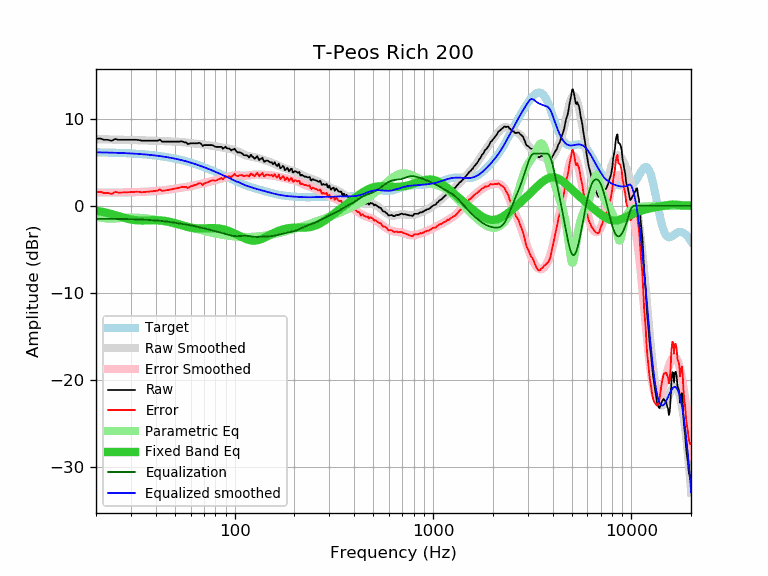 T-Peos Rich 200
Amplitude (dBr)
10
0
−10
−20
−30
Target
Raw Smoothed
Error Smoothed
Raw
Error
Parametric Eq
Fixed Band Eq
Equalization
Equalized smoothed
100 1000 10000
Frequency (Hz)